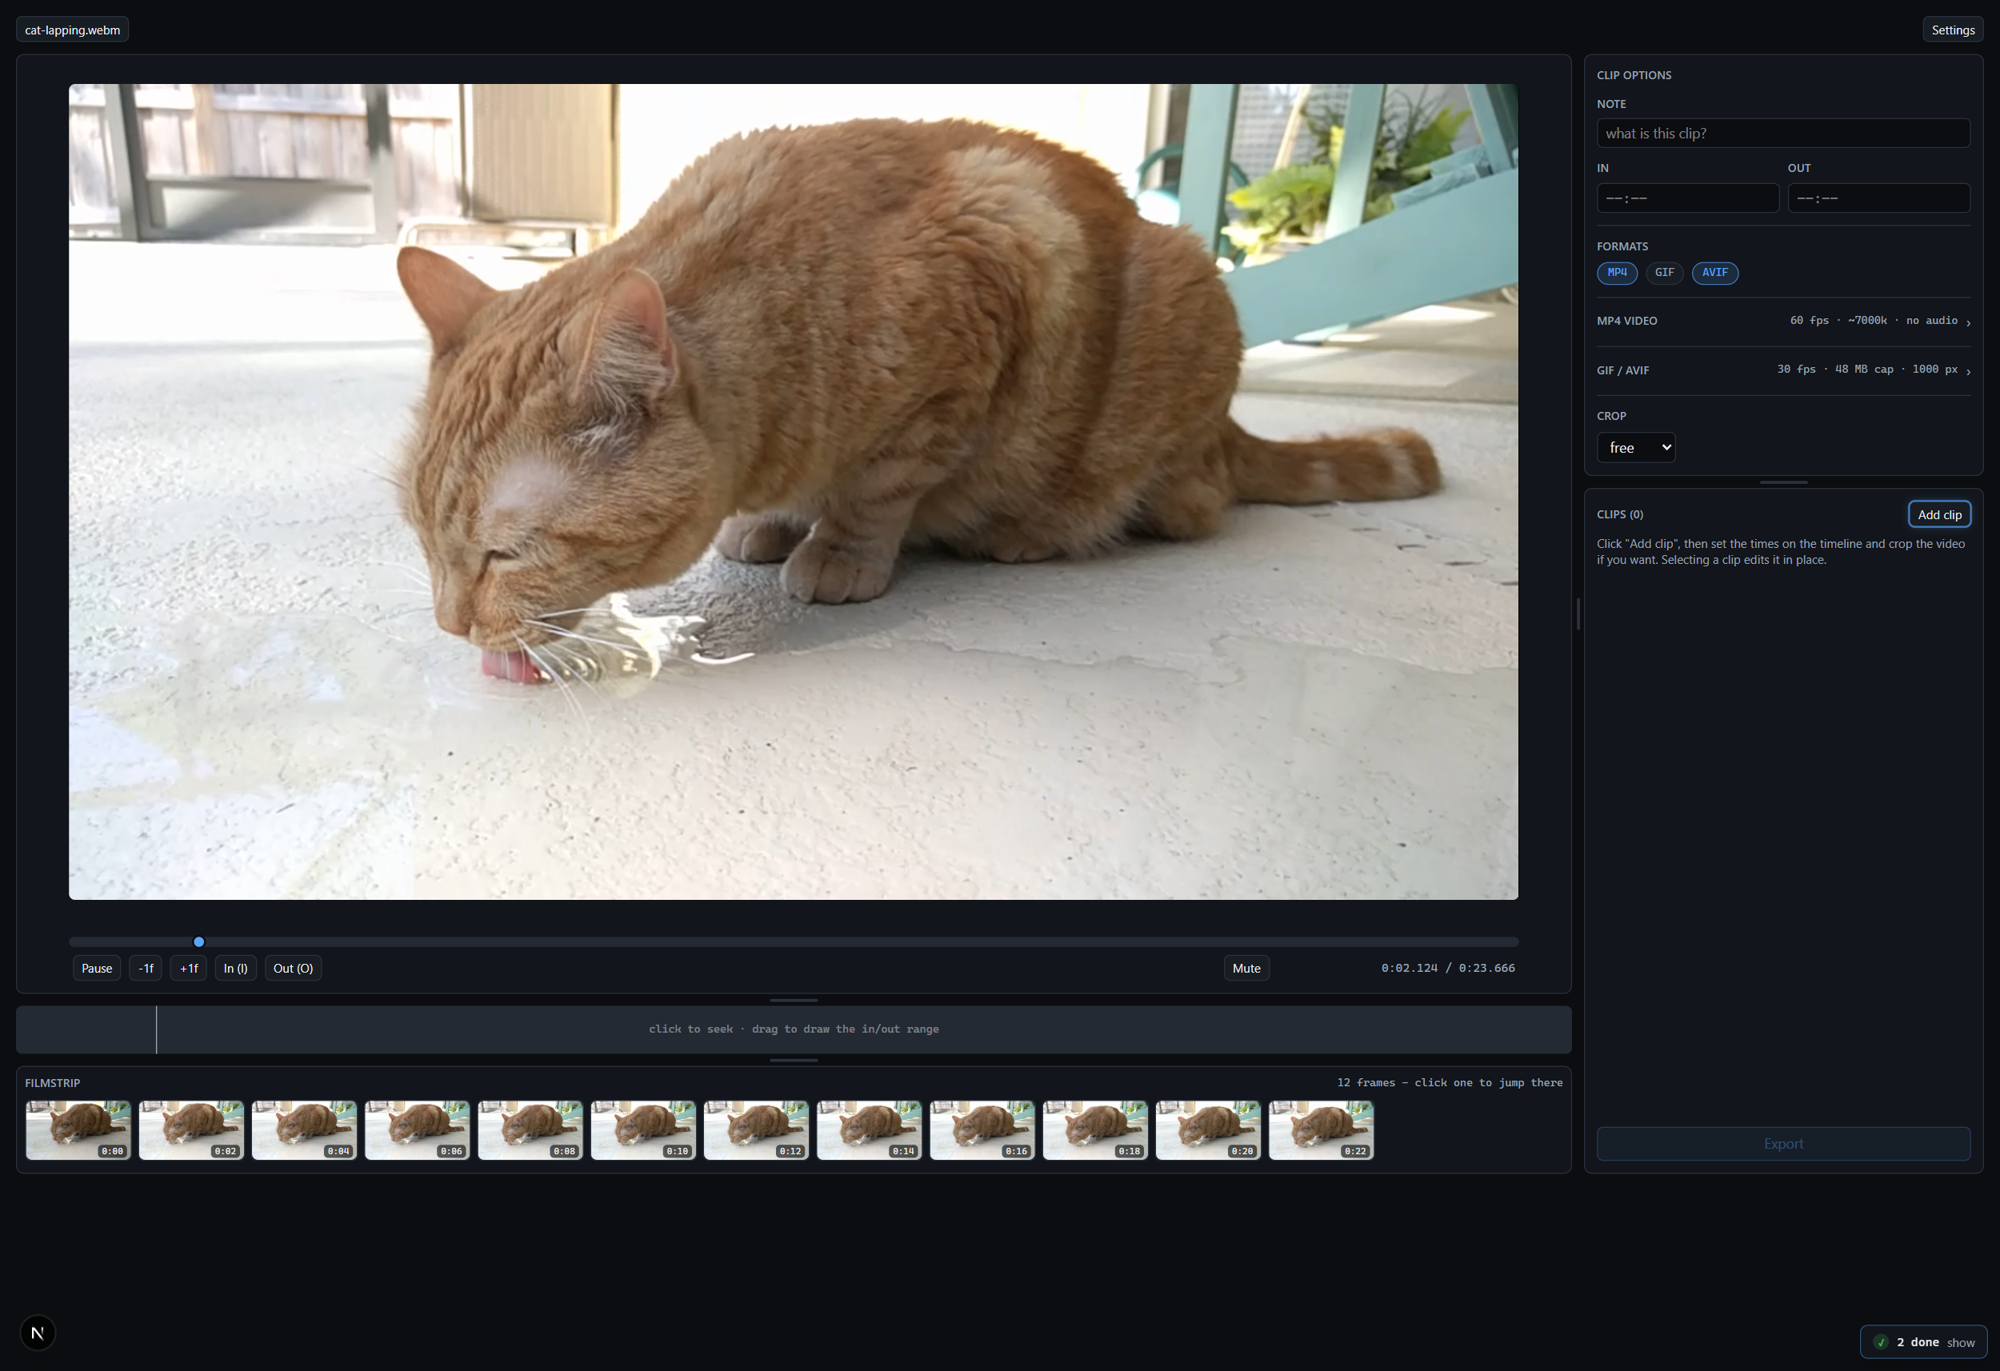 cat-lapping.webm
Settings
CLIP OPTIONS
NOTE
what is this clip?
IN OUT
--:-- --:--
FORMATS
MP4 GIF AVIF
MP4 VIDEO 60 fps · ~7000k · no audio ›
GIF / AVIF 30 fps · 48 MB cap · 1000 px ›
CROP
free
CLIPS (0) Add clip
Click "Add clip", then set the times on the timeline and crop the video
if you want. Selecting a clip edits it in place.
Export
Pause -1f +1f In (I) Out (O) Mute 0:02.124 / 0:23.666
click to seek · drag to draw the in/out range
FILMSTRIP 12 frames – click one to jump there
0:00 0:02 0:04 0:06 0:08 0:10 0:12 0:14 0:16 0:18 0:20 0:22
N
✓ 2 done show